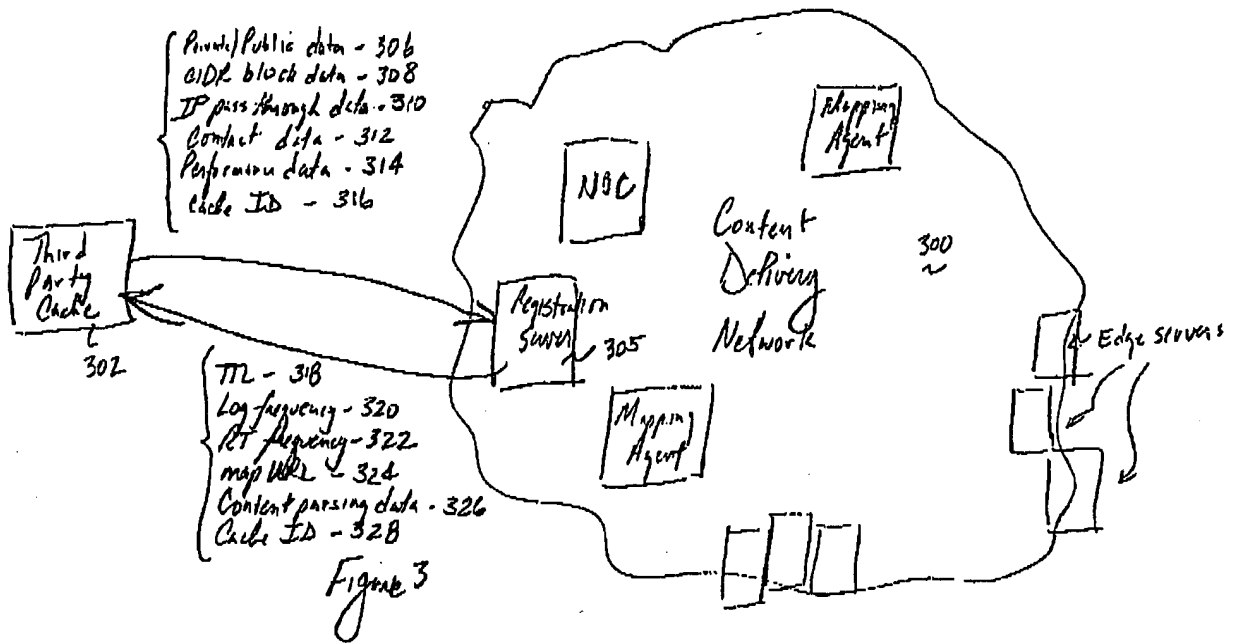 Private/Public data - 306
CIDR block data - 308
IP pass through data - 310
Contact data - 312
Performance data - 314
Cache ID - 316
Third
Party
Cache
302
NOC
Mapping
Agent
Content
Delivery
Network
300
Registration
Server
305
Mapping
Agent
Edge servers
TTL - 318
Log frequency - 320
RT frequency - 322
map URL - 324
Content parsing data - 326
Cache ID - 328
Figure 3